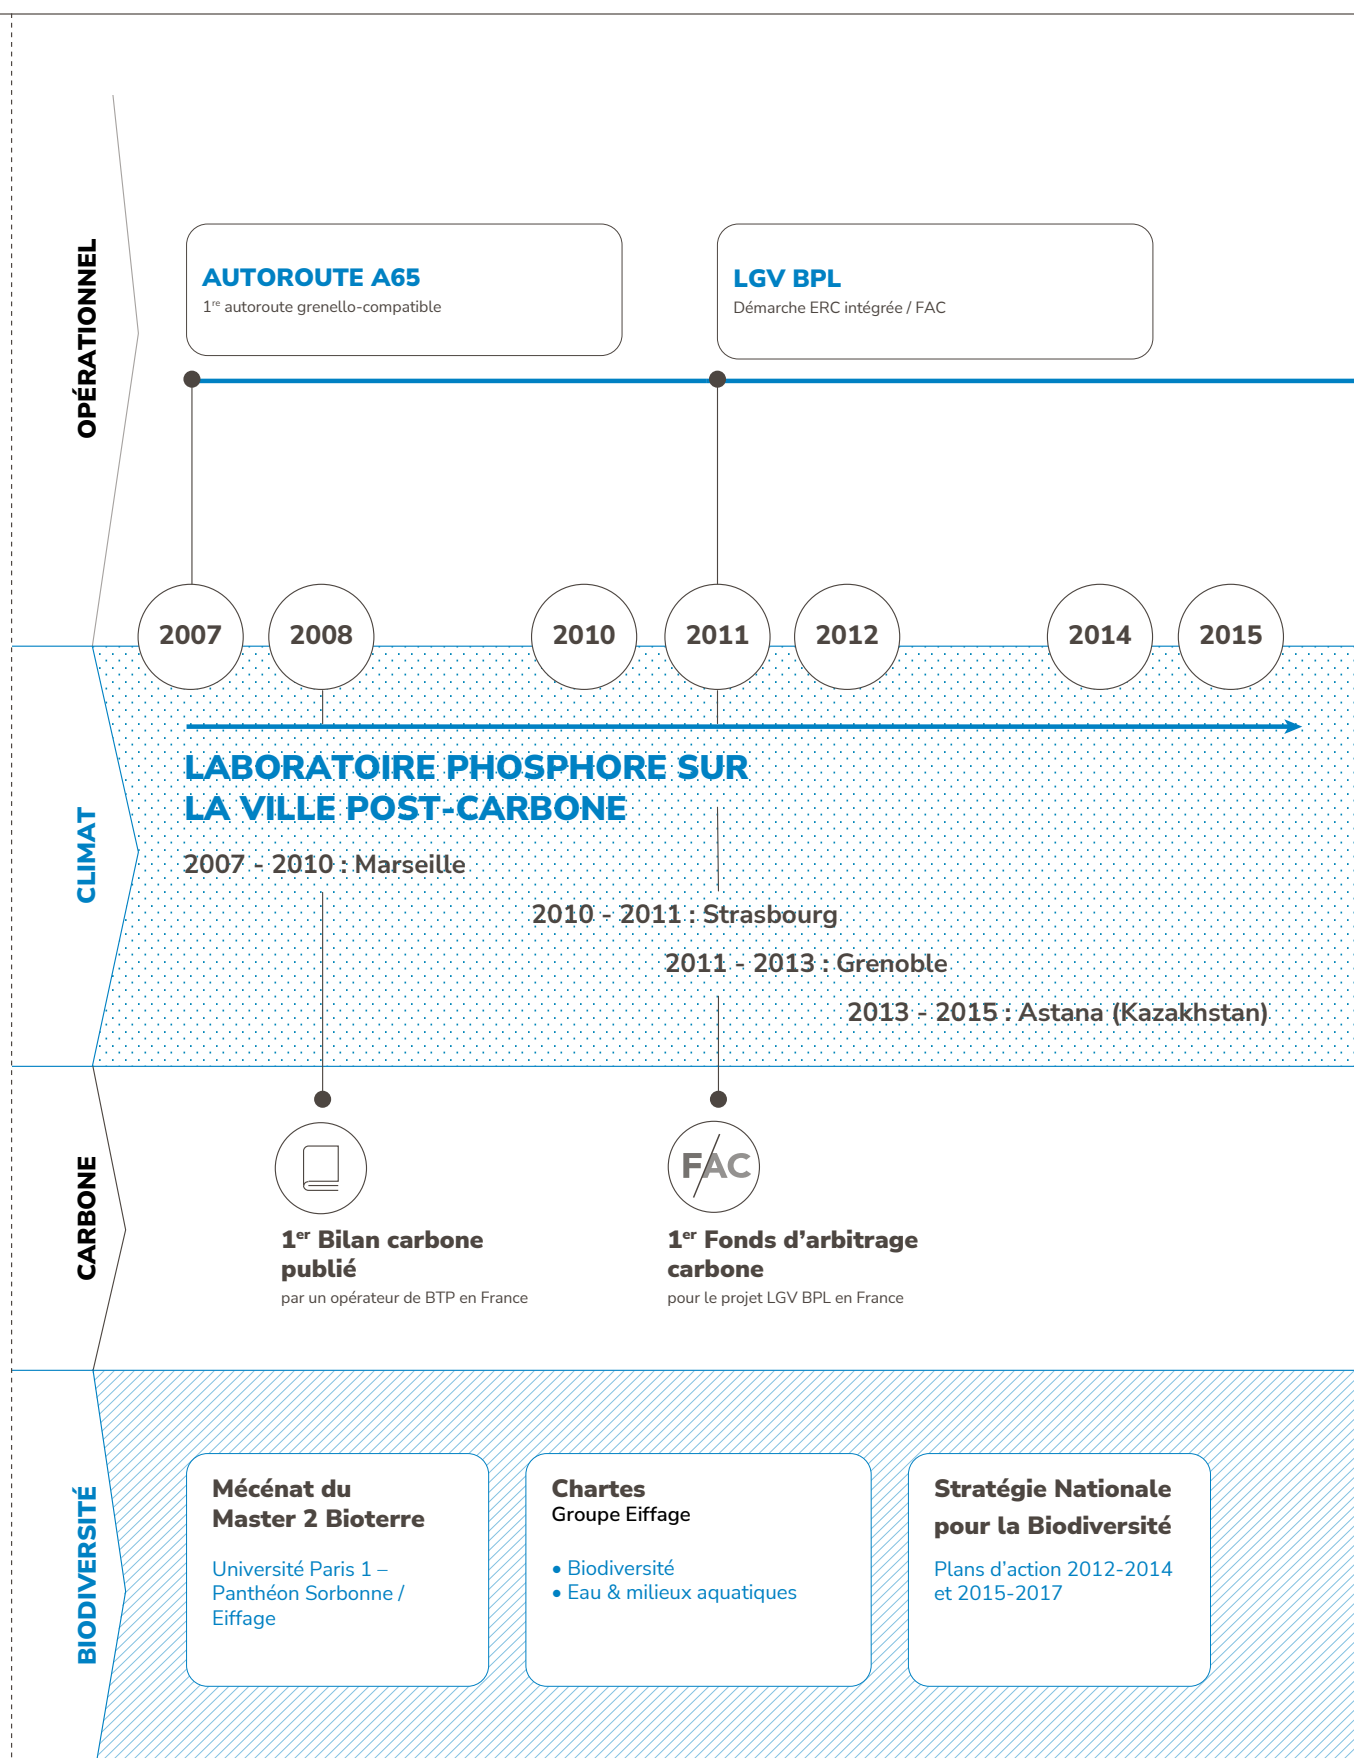 OPÉRATIONNEL
AUTOROUTE A65
1re autoroute grenello-compatible
LGV BPL
Démarche ERC intégrée / FAC
2007
2008
2010
2011
2012
2014
2015
CLIMAT
LABORATOIRE PHOSPHORE SUR
LA VILLE POST-CARBONE
2007 - 2010 : Marseille
2010 - 2011 : Strasbourg
2011 - 2013 : Grenoble
2013 - 2015 : Astana (Kazakhstan)
CARBONE
1er Bilan carbone
publié
par un opérateur de BTP en France
FAC
1er Fonds d’arbitrage
carbone
pour le projet LGV BPL en France
BIODIVERSITÉ
Mécénat du
Master 2 Bioterre
Université Paris 1 –
Panthéon Sorbonne /
Eiffage
Chartes
Groupe Eiffage
• Biodiversité
• Eau & milieux aquatiques
Stratégie Nationale
pour la Biodiversité
Plans d’action 2012-2014
et 2015-2017